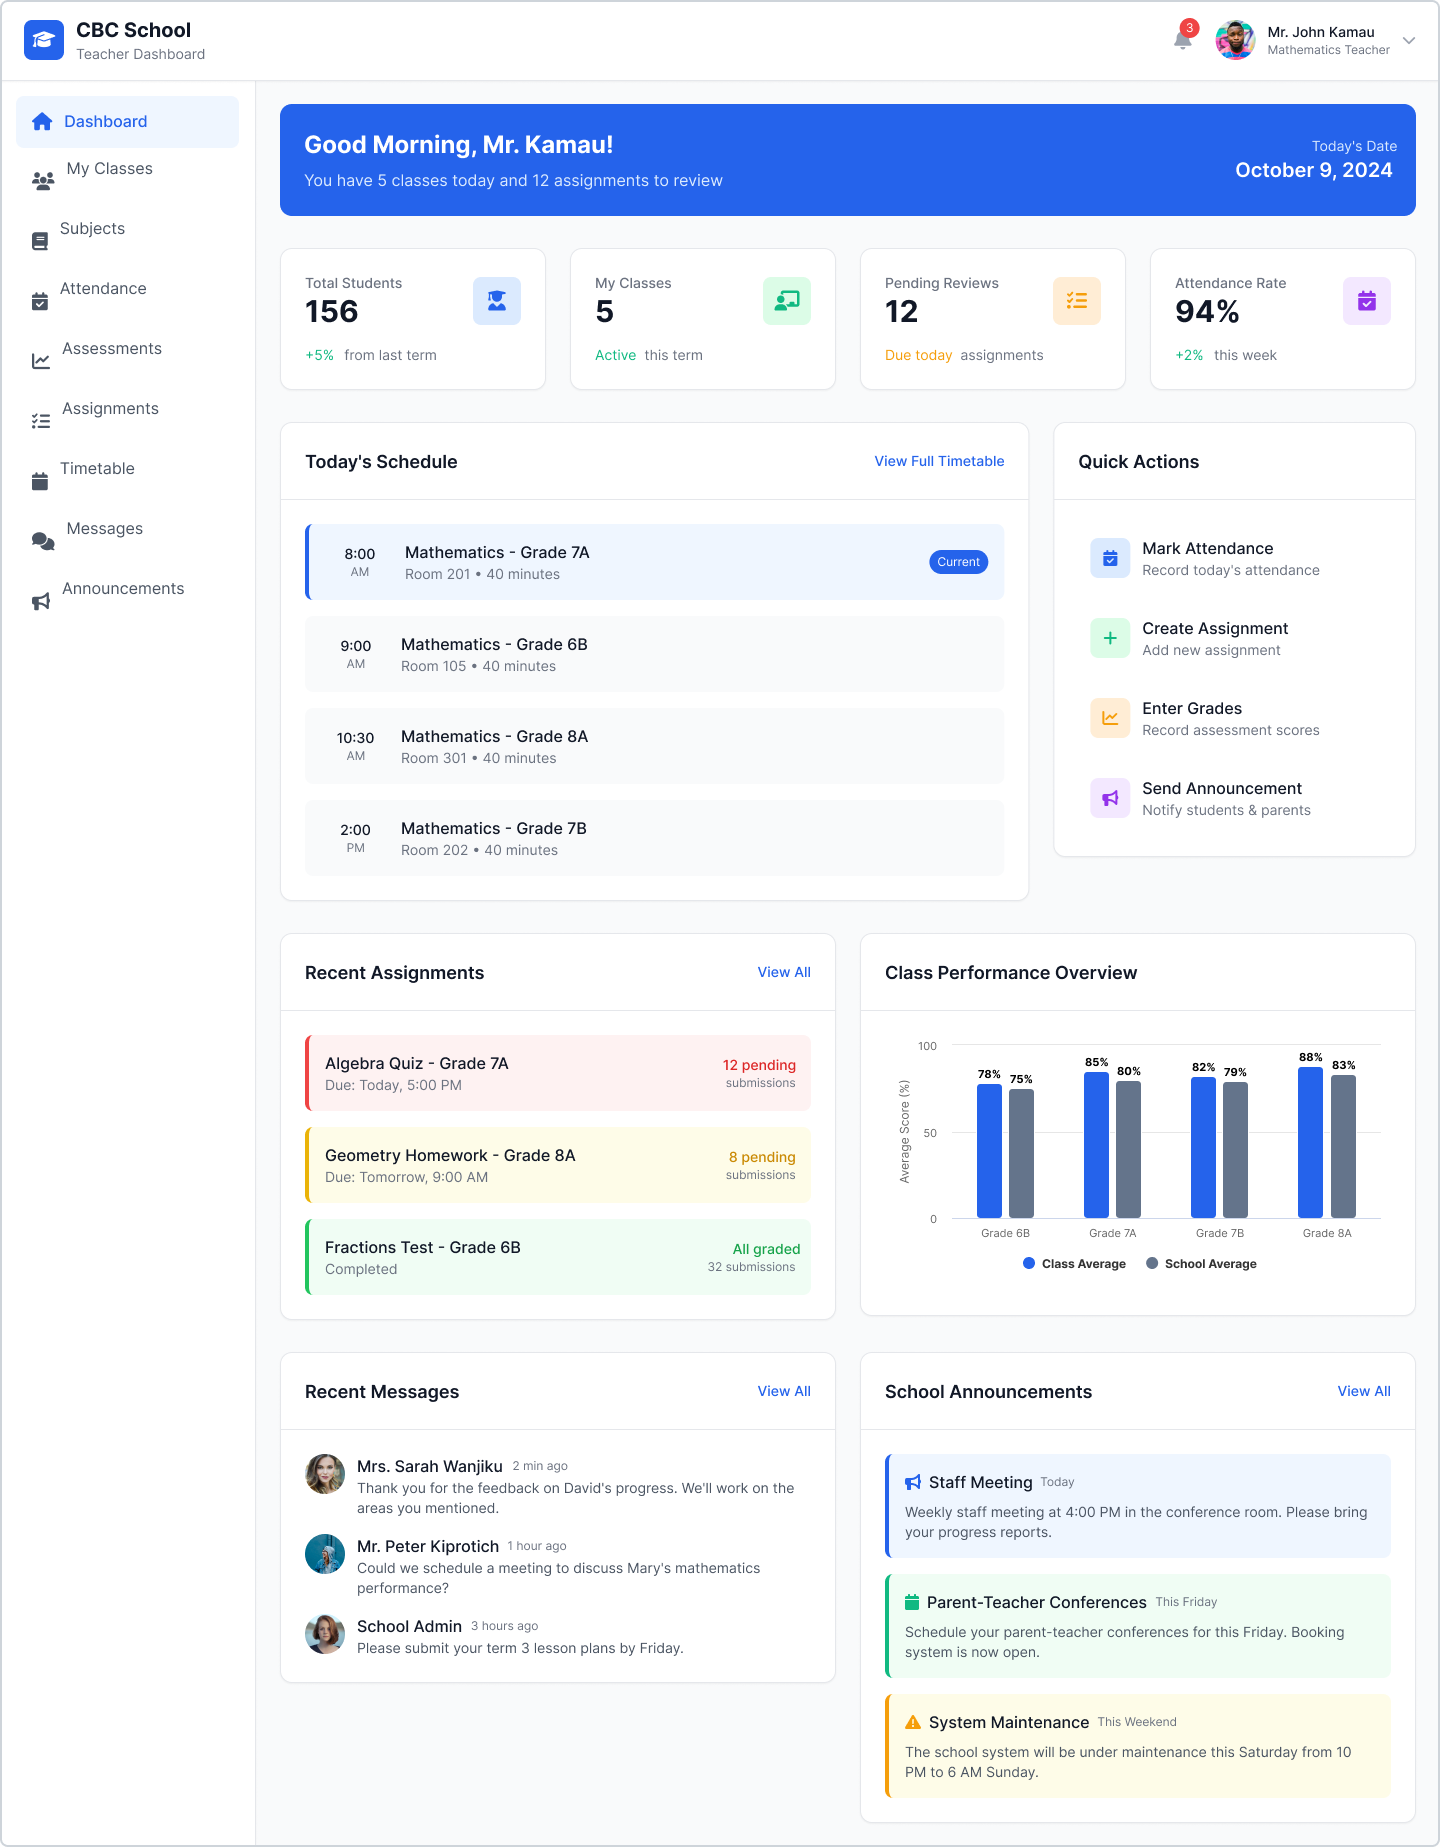 CBC School
Teacher Dashboard
3
Mr. John Kamau
Mathematics Teacher
Dashboard
My Classes
Subjects
Attendance
Assessments
Assignments
Timetable
Messages
Announcements
Good Morning, Mr. Kamau!
You have 5 classes today and 12 assignments to review
Today's Date
October 9, 2024
Total Students
156
+5% from last term
My Classes
5
Active this term
Pending Reviews
12
Due today assignments
Attendance Rate
94%
+2% this week
Today's Schedule
View Full Timetable
8:00
AM
Mathematics - Grade 7A
Room 201 • 40 minutes
Current
9:00
AM
Mathematics - Grade 6B
Room 105 • 40 minutes
10:30
AM
Mathematics - Grade 8A
Room 301 • 40 minutes
2:00
PM
Mathematics - Grade 7B
Room 202 • 40 minutes
Quick Actions
Mark Attendance
Record today's attendance
Create Assignment
Add new assignment
Enter Grades
Record assessment scores
Send Announcement
Notify students & parents
Recent Assignments
View All
Algebra Quiz - Grade 7A
Due: Today, 5:00 PM
12 pending
submissions
Geometry Homework - Grade 8A
Due: Tomorrow, 9:00 AM
8 pending
submissions
Fractions Test - Grade 6B
Completed
All graded
32 submissions
Class Performance Overview
Average Score (%)
100
50
0
78%
75%
85%
80%
82%
79%
88%
83%
Grade 6B
Grade 7A
Grade 7B
Grade 8A
Class Average
School Average
Recent Messages
View All
Mrs. Sarah Wanjiku 2 min ago
Thank you for the feedback on David's progress. We'll work on the
areas you mentioned.
Mr. Peter Kiprotich 1 hour ago
Could we schedule a meeting to discuss Mary's mathematics
performance?
School Admin 3 hours ago
Please submit your term 3 lesson plans by Friday.
School Announcements
View All
Staff Meeting Today
Weekly staff meeting at 4:00 PM in the conference room. Please bring
your progress reports.
Parent-Teacher Conferences This Friday
Schedule your parent-teacher conferences for this Friday. Booking
system is now open.
System Maintenance This Weekend
The school system will be under maintenance this Saturday from 10
PM to 6 AM Sunday.